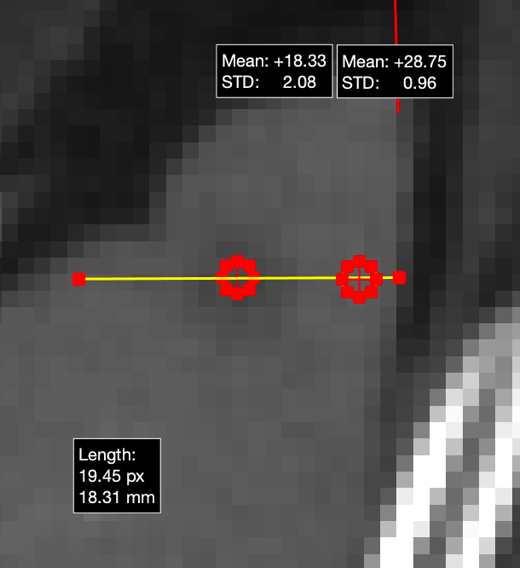 Mean: +18.33
STD: 2.08
Mean: +28.75
STD: 0.96
Length:
19.45 px
18.31 mm